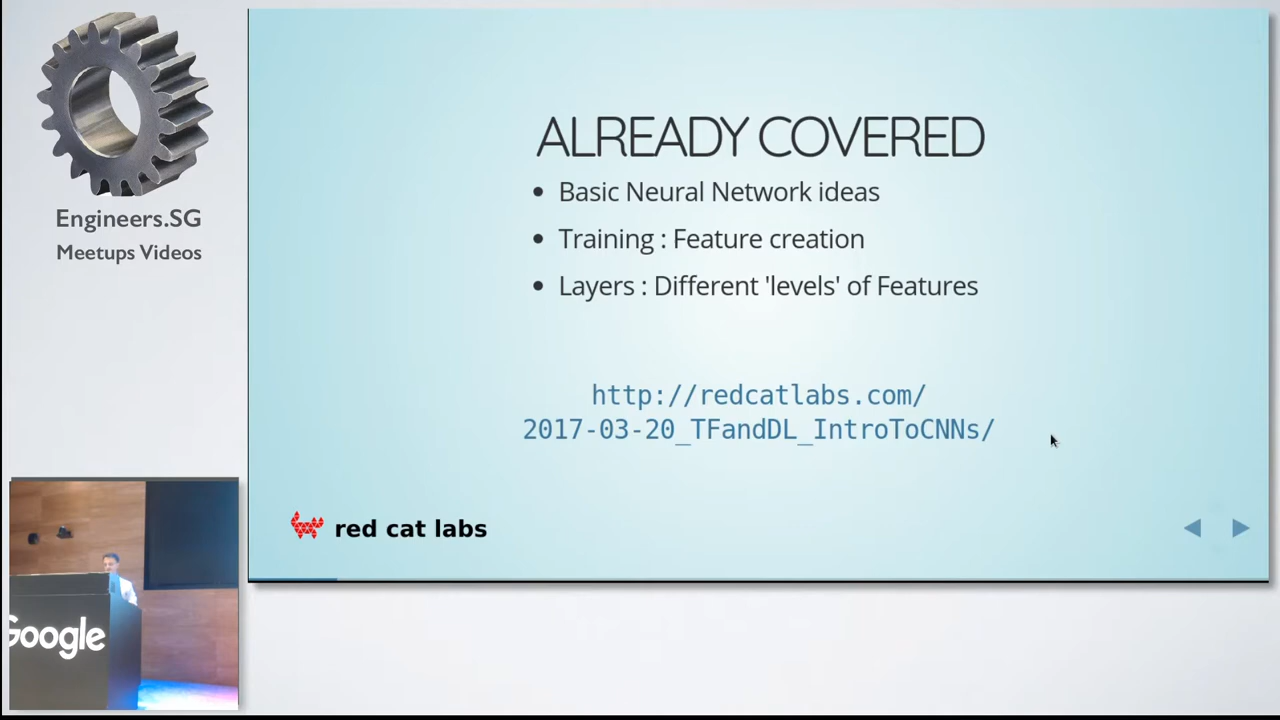 Engineers.SG
Meetups Videos
ALREADY COVERED
• Basic Neural Network ideas
• Training : Feature creation
• Layers : Different 'levels' of Features
http://redcatlabs.com/
2017-03-20_TFandDL_IntroToCNNs/
red cat labs
Google